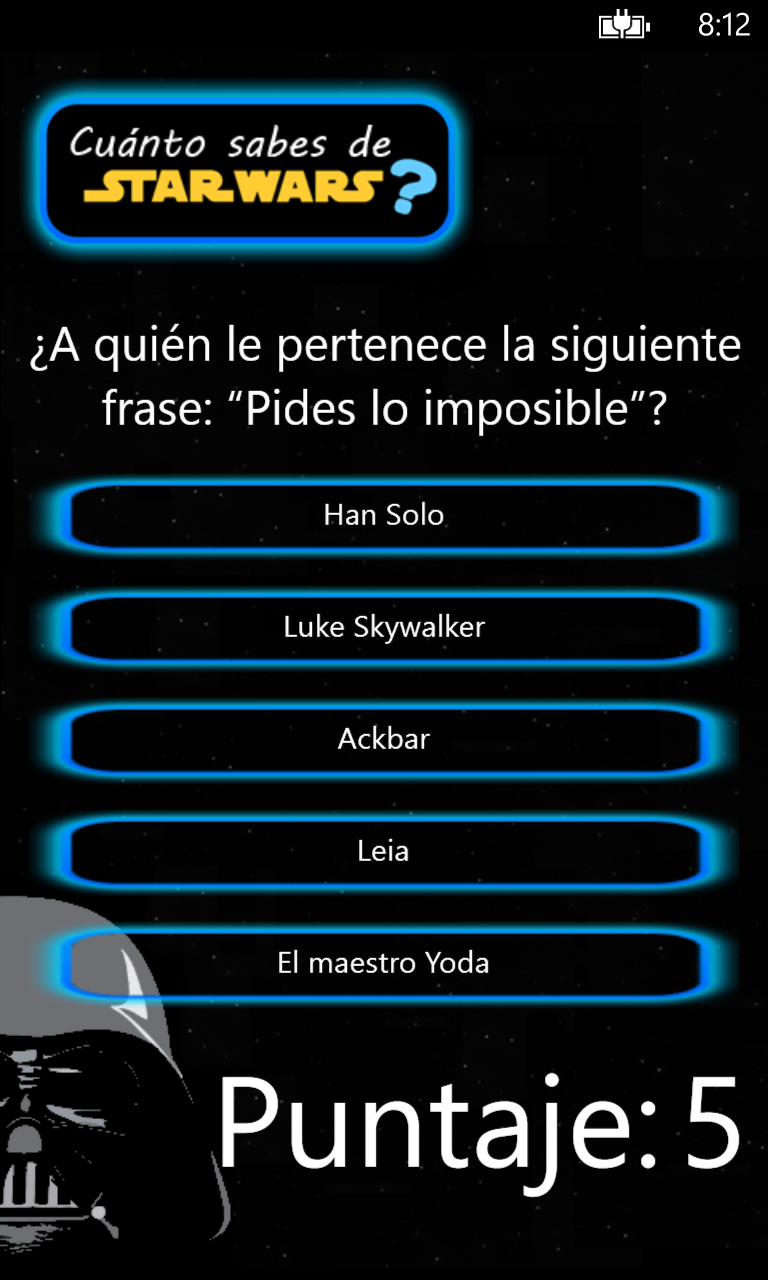 8:12
Cuánto sabes de
STAR WARS?
¿A quién le pertenece la siguiente
frase: “Pides lo imposible”?
Han Solo
Luke Skywalker
Ackbar
Leia
El maestro Yoda
Puntaje: 5